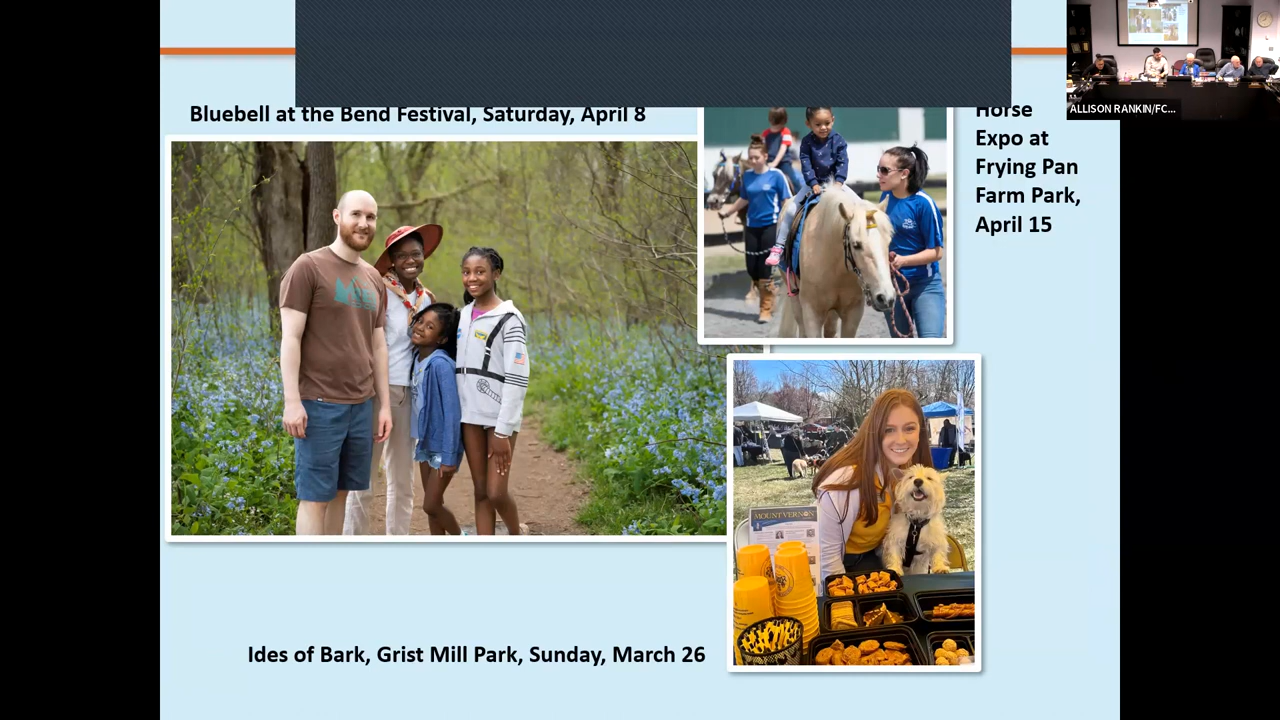 Bluebell at the Bend Festival, Saturday, April 8
Horse
Expo at
Frying Pan
Farm Park,
April 15
ALLISON RANKIN/FC...
MOUNT VERNON
Ides of Bark, Grist Mill Park, Sunday, March 26